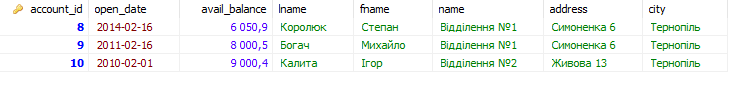 account_id open_date avail_balance lname fname name address city
8 2014-02-16 6 050,9 Королюк Степан Відділення №1 Симоненка 6 Тернопіль
9 2011-02-16 8 000,5 Богач Михайло Відділення №1 Симоненка 6 Тернопіль
10 2010-02-01 9 000,4 Калита Ігор Відділення №2 Живова 13 Тернопіль